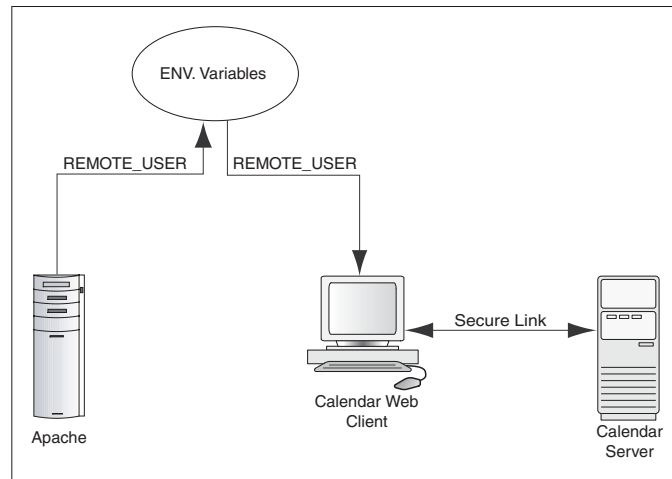 ENV. Variables
REMOTE_USER
REMOTE_USER
Secure Link
Calendar Web
Client
Apache
Calendar
Server